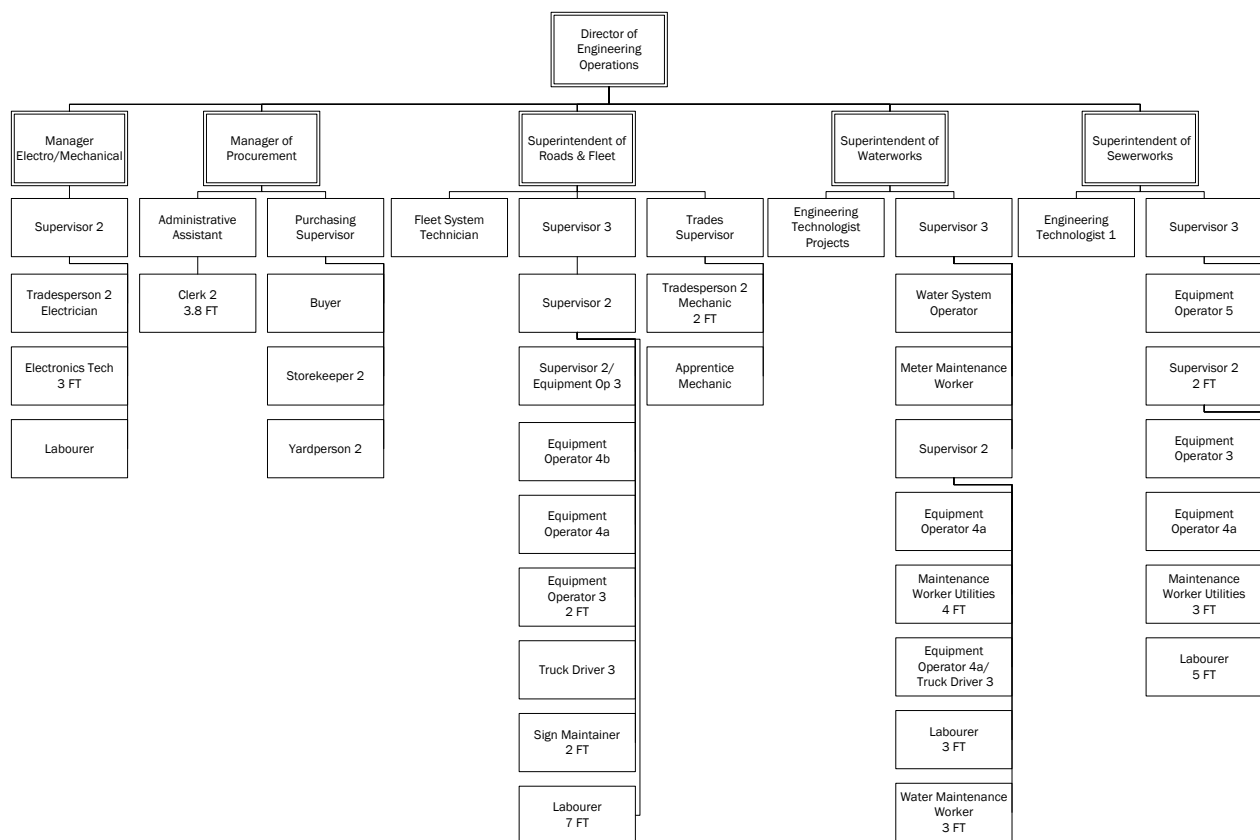 Director of
Engineering
Operations
Manager
Electro/Mechanical
Manager of
Procurement
Superintendent of
Roads & Fleet
Superintendent of
Waterworks
Superintendent of
Sewerworks
Supervisor 2
Administrative
Assistant
Purchasing
Supervisor
Fleet System
Technician
Supervisor 3
Trades
Supervisor
Engineering
Technologist
Projects
Supervisor 3
Engineering
Technologist 1
Supervisor 3
Tradesperson 2
Electrician
Clerk 2
3.8 FT
Buyer
Supervisor 2
Tradesperson 2
Mechanic
2 FT
Water System
Operator
Equipment
Operator 5
Electronics Tech
3 FT
Storekeeper 2
Supervisor 2/
Equipment Op 3
Apprentice
Mechanic
Meter Maintenance
Worker
Supervisor 2
2 FT
Labourer
Yardperson 2
Equipment
Operator 4b
Supervisor 2
Equipment
Operator 3
Equipment
Operator 4a
Equipment
Operator 4a
Equipment
Operator 4a
Equipment
Operator 3
2 FT
Maintenance
Worker Utilities
4 FT
Maintenance
Worker Utilities
3 FT
Truck Driver 3
Equipment
Operator 4a/
Truck Driver 3
Labourer
5 FT
Sign Maintainer
2 FT
Labourer
3 FT
Labourer
7 FT
Water Maintenance
Worker
3 FT